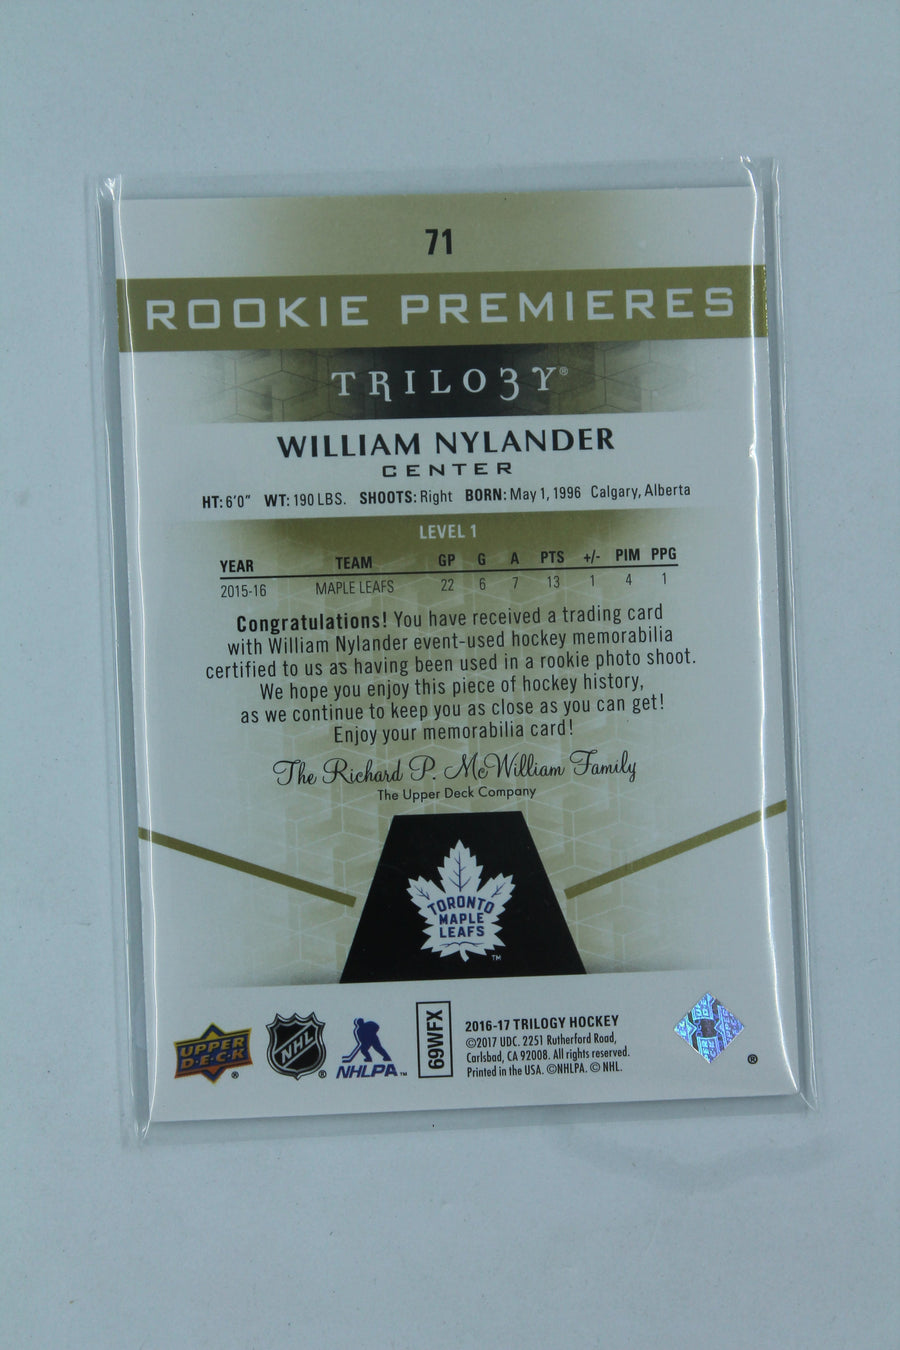 71
ROOKIE PREMIERES
TRILO3Y®
WILLIAM NYLANDER
CENTER
HT: 6'0" WT: 190 LBS. SHOOTS: Right BORN: May 1, 1996 Calgary, Alberta
LEVEL 1
YEAR TEAM GP G A PTS +/- PIM PPG
2015-16 MAPLE LEAFS 22 6 7 13 1 4 1
Congratulations! You have received a trading card
with William Nylander event-used hockey memorabilia
certified to us as having been used in a rookie photo shoot.
We hope you enjoy this piece of hockey history,
as we continue to keep you as close as you can get!
Enjoy your memorabilia card!
The Richard P. McWilliam Family
The Upper Deck Company
TORONTO
MAPLE
LEAFS
™
UPPER
DECK
®
NHL
®
NHLPA™
69WFX
2016-17 TRILOGY HOCKEY
©2017 UDC. 2251 Rutherford Road,
Carlsbad, CA 92008. All rights reserved.
Printed in the USA. ©NHLPA. © NHL.
®